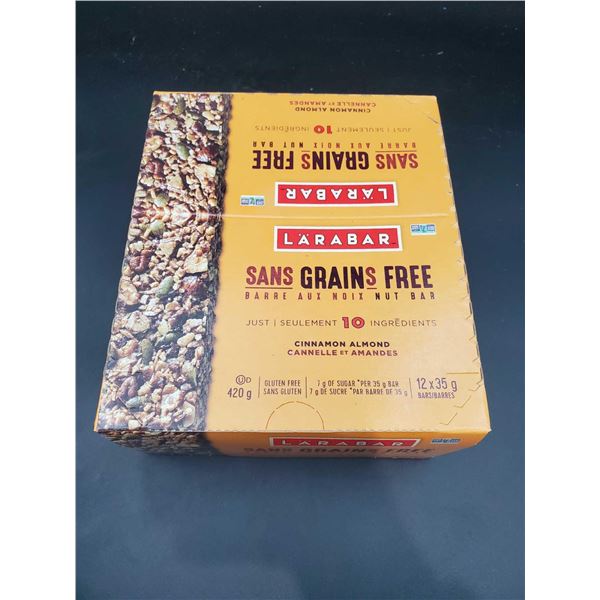 CINNAMON ALMOND
CANNELLE ET AMANDES
JUST | SEULEMENT 10 INGRÉDIENTS
BARRE AUX NOIX NUT BAR
SANS GRAINS FREE
LÄRABAR
LÄRABAR
SANS GRAINS FREE
BARRE AUX NOIX NUT BAR
JUST | SEULEMENT 10 INGRĒDIENTS
CINNAMON ALMOND
CANNELLE ET AMANDES
U D
420 g
GLUTEN FREE
SANS GLUTEN
7 g OF SUGAR *PER 35 g BAR
7 g DE SUCRE *PAR BARRE DE 35 g
12 x 35 g
BARS/BARRES
LÄRABAR
SANS GRAINS FREE